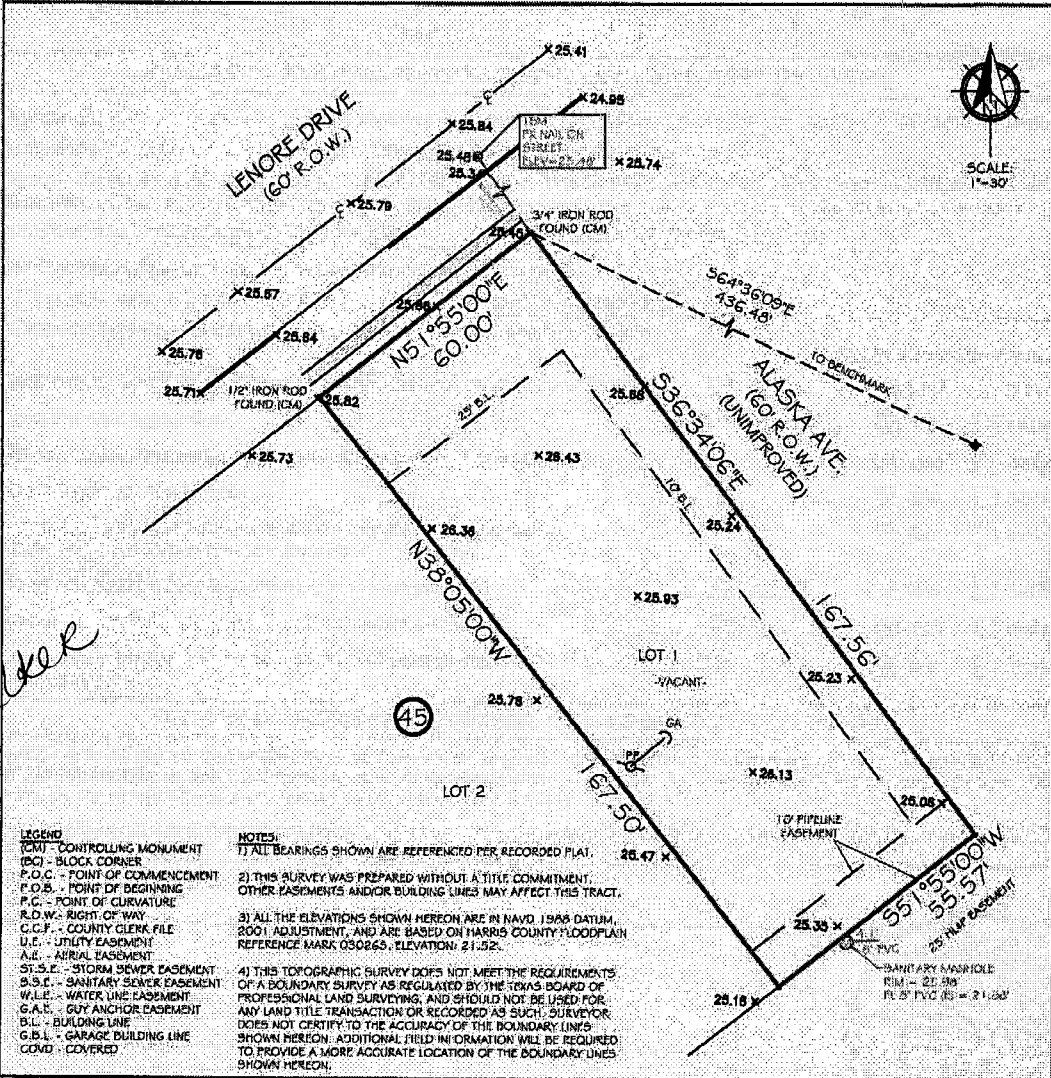 ×25.41
×24.95
LENORE DRIVE
(60' R.O.W.)
×25.84
TBM
PK NAIL ON
STREET
ELEV=25.48'
25.48
×25.74
SCALE:
1"=30'
×25.79
3/4" IRON ROD
FOUND (CM)
25.45
×25.57
S64°36'09"E
436.48'
TO BENCHMARK
×25.76
25.71×
N51°55'00"E
60.00'
1/2" IRON ROD
FOUND (CM)
25.82
25' B.L.
ALASKA AVE.
(60' R.O.W.)
(UNIMPROVED)
S36°34'06"E
167.56'
×25.73
×26.43
10' B.L.
×26.36
25.24
N38°05'00"W
167.50'
×25.93
LOT 1
-VACANT-
25.23
25.78 ×
45
GA
PP
LOT 2
×26.13
25.08
10' PIPELINE
EASEMENT
25.47 ×
S51°55'00"W
55.57'
25' HL&P EASEMENT
25.35
PVC
SANITARY MANHOLE
25.18
LEGEND
(CM) - CONTROLLING MONUMENT
(BC) - BLOCK CORNER
P.O.C. - POINT OF COMMENCEMENT
P.O.B. - POINT OF BEGINNING
P.C. - POINT OF CURVATURE
R.O.W. - RIGHT OF WAY
C.C.F. - COUNTY CLERK FILE
U.E. - UTILITY EASEMENT
A.E. - AERIAL EASEMENT
ST.S.E. - STORM SEWER EASEMENT
S.S.E. - SANITARY SEWER EASEMENT
W.L.E. - WATER LINE EASEMENT
G.A.E. - GUY ANCHOR EASEMENT
B.L. - BUILDING LINE
G.B.L. - GARAGE BUILDING LINE
COVD - COVERED
NOTES:
1) ALL BEARINGS SHOWN ARE REFERENCED PER RECORDED PLAT.
2) THIS SURVEY WAS PREPARED WITHOUT A TITLE COMMITMENT,
OTHER EASEMENTS AND/OR BUILDING LINES MAY AFFECT THIS TRACT.
3) ALL THE ELEVATIONS SHOWN HEREON ARE IN NAVD 1988 DATUM,
2001 ADJUSTMENT, AND ARE BASED ON HARRIS COUNTY FLOODPLAIN
REFERENCE MARK 030265, ELEVATION: 21.52.
4) THIS TOPOGRAPHIC SURVEY DOES NOT MEET THE REQUIREMENTS
OF A BOUNDARY SURVEY AS REGULATED BY THE TEXAS BOARD OF
PROFESSIONAL LAND SURVEYING, AND SHOULD NOT BE USED FOR
ANY LAND TITLE TRANSACTION OR RECORDED AS SUCH. SURVEYOR
DOES NOT CERTIFY TO THE ACCURACY OF THE BOUNDARY LINES
SHOWN HEREON. ADDITIONAL FIELD INFORMATION WILL BE REQUIRED
TO PROVIDE A MORE ACCURATE LOCATION OF THE BOUNDARY LINES
SHOWN HEREON.